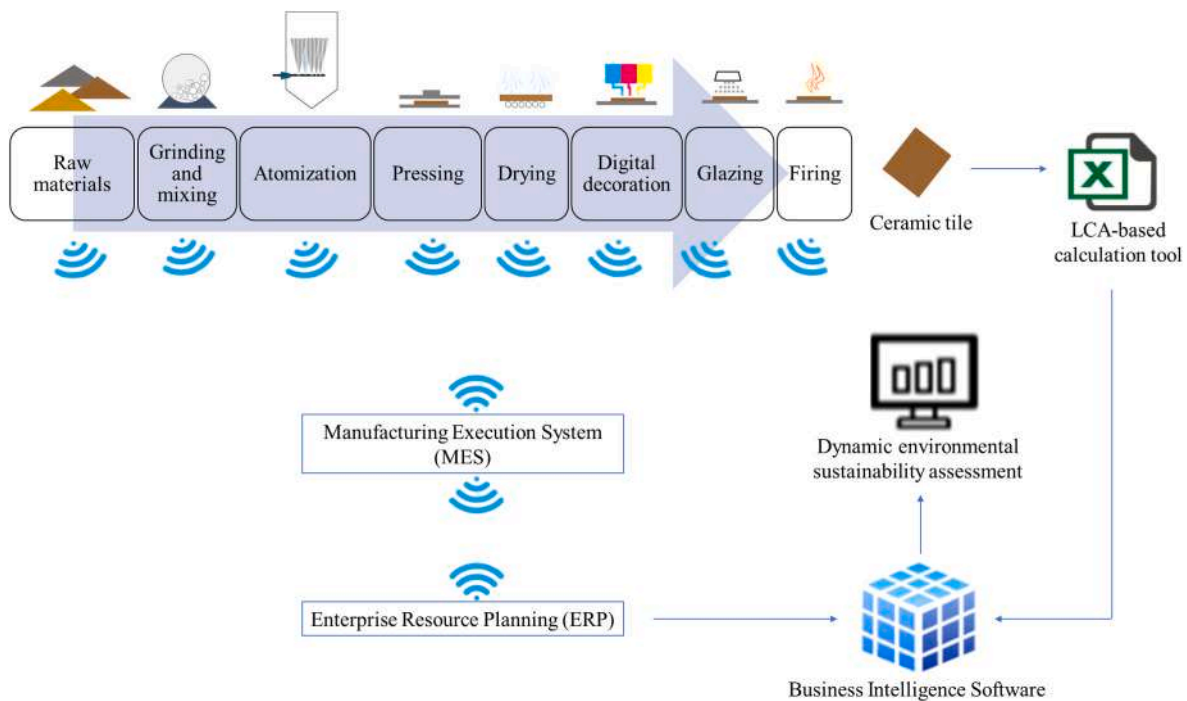 Raw
materials
Grinding
and
mixing
Atomization
Pressing
Drying
Digital
decoration
Glazing
Firing
Ceramic tile
X
LCA-based
calculation tool
Manufacturing Execution System
(MES)
Dynamic environmental
sustainability assessment
Enterprise Resource Planning (ERP)
Business Intelligence Software